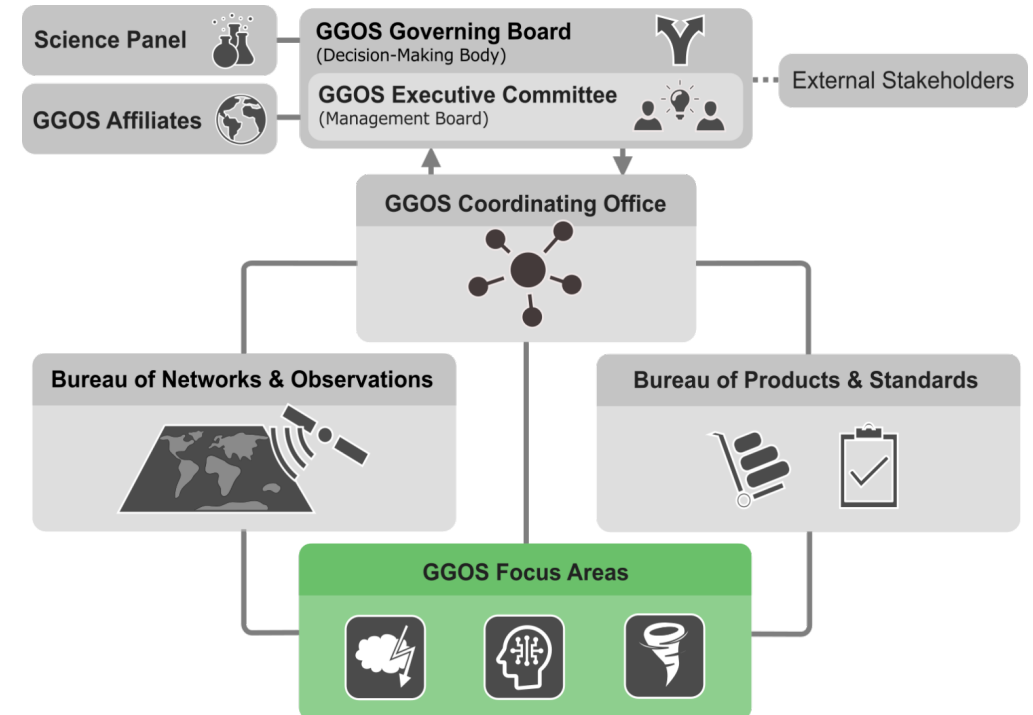 Science Panel
GGOS Governing Board
(Decision-Making Body)
GGOS Affiliates
GGOS Executive Committee
(Management Board)
External Stakeholders
GGOS Coordinating Office
Bureau of Networks & Observations
Bureau of Products & Standards
GGOS Focus Areas